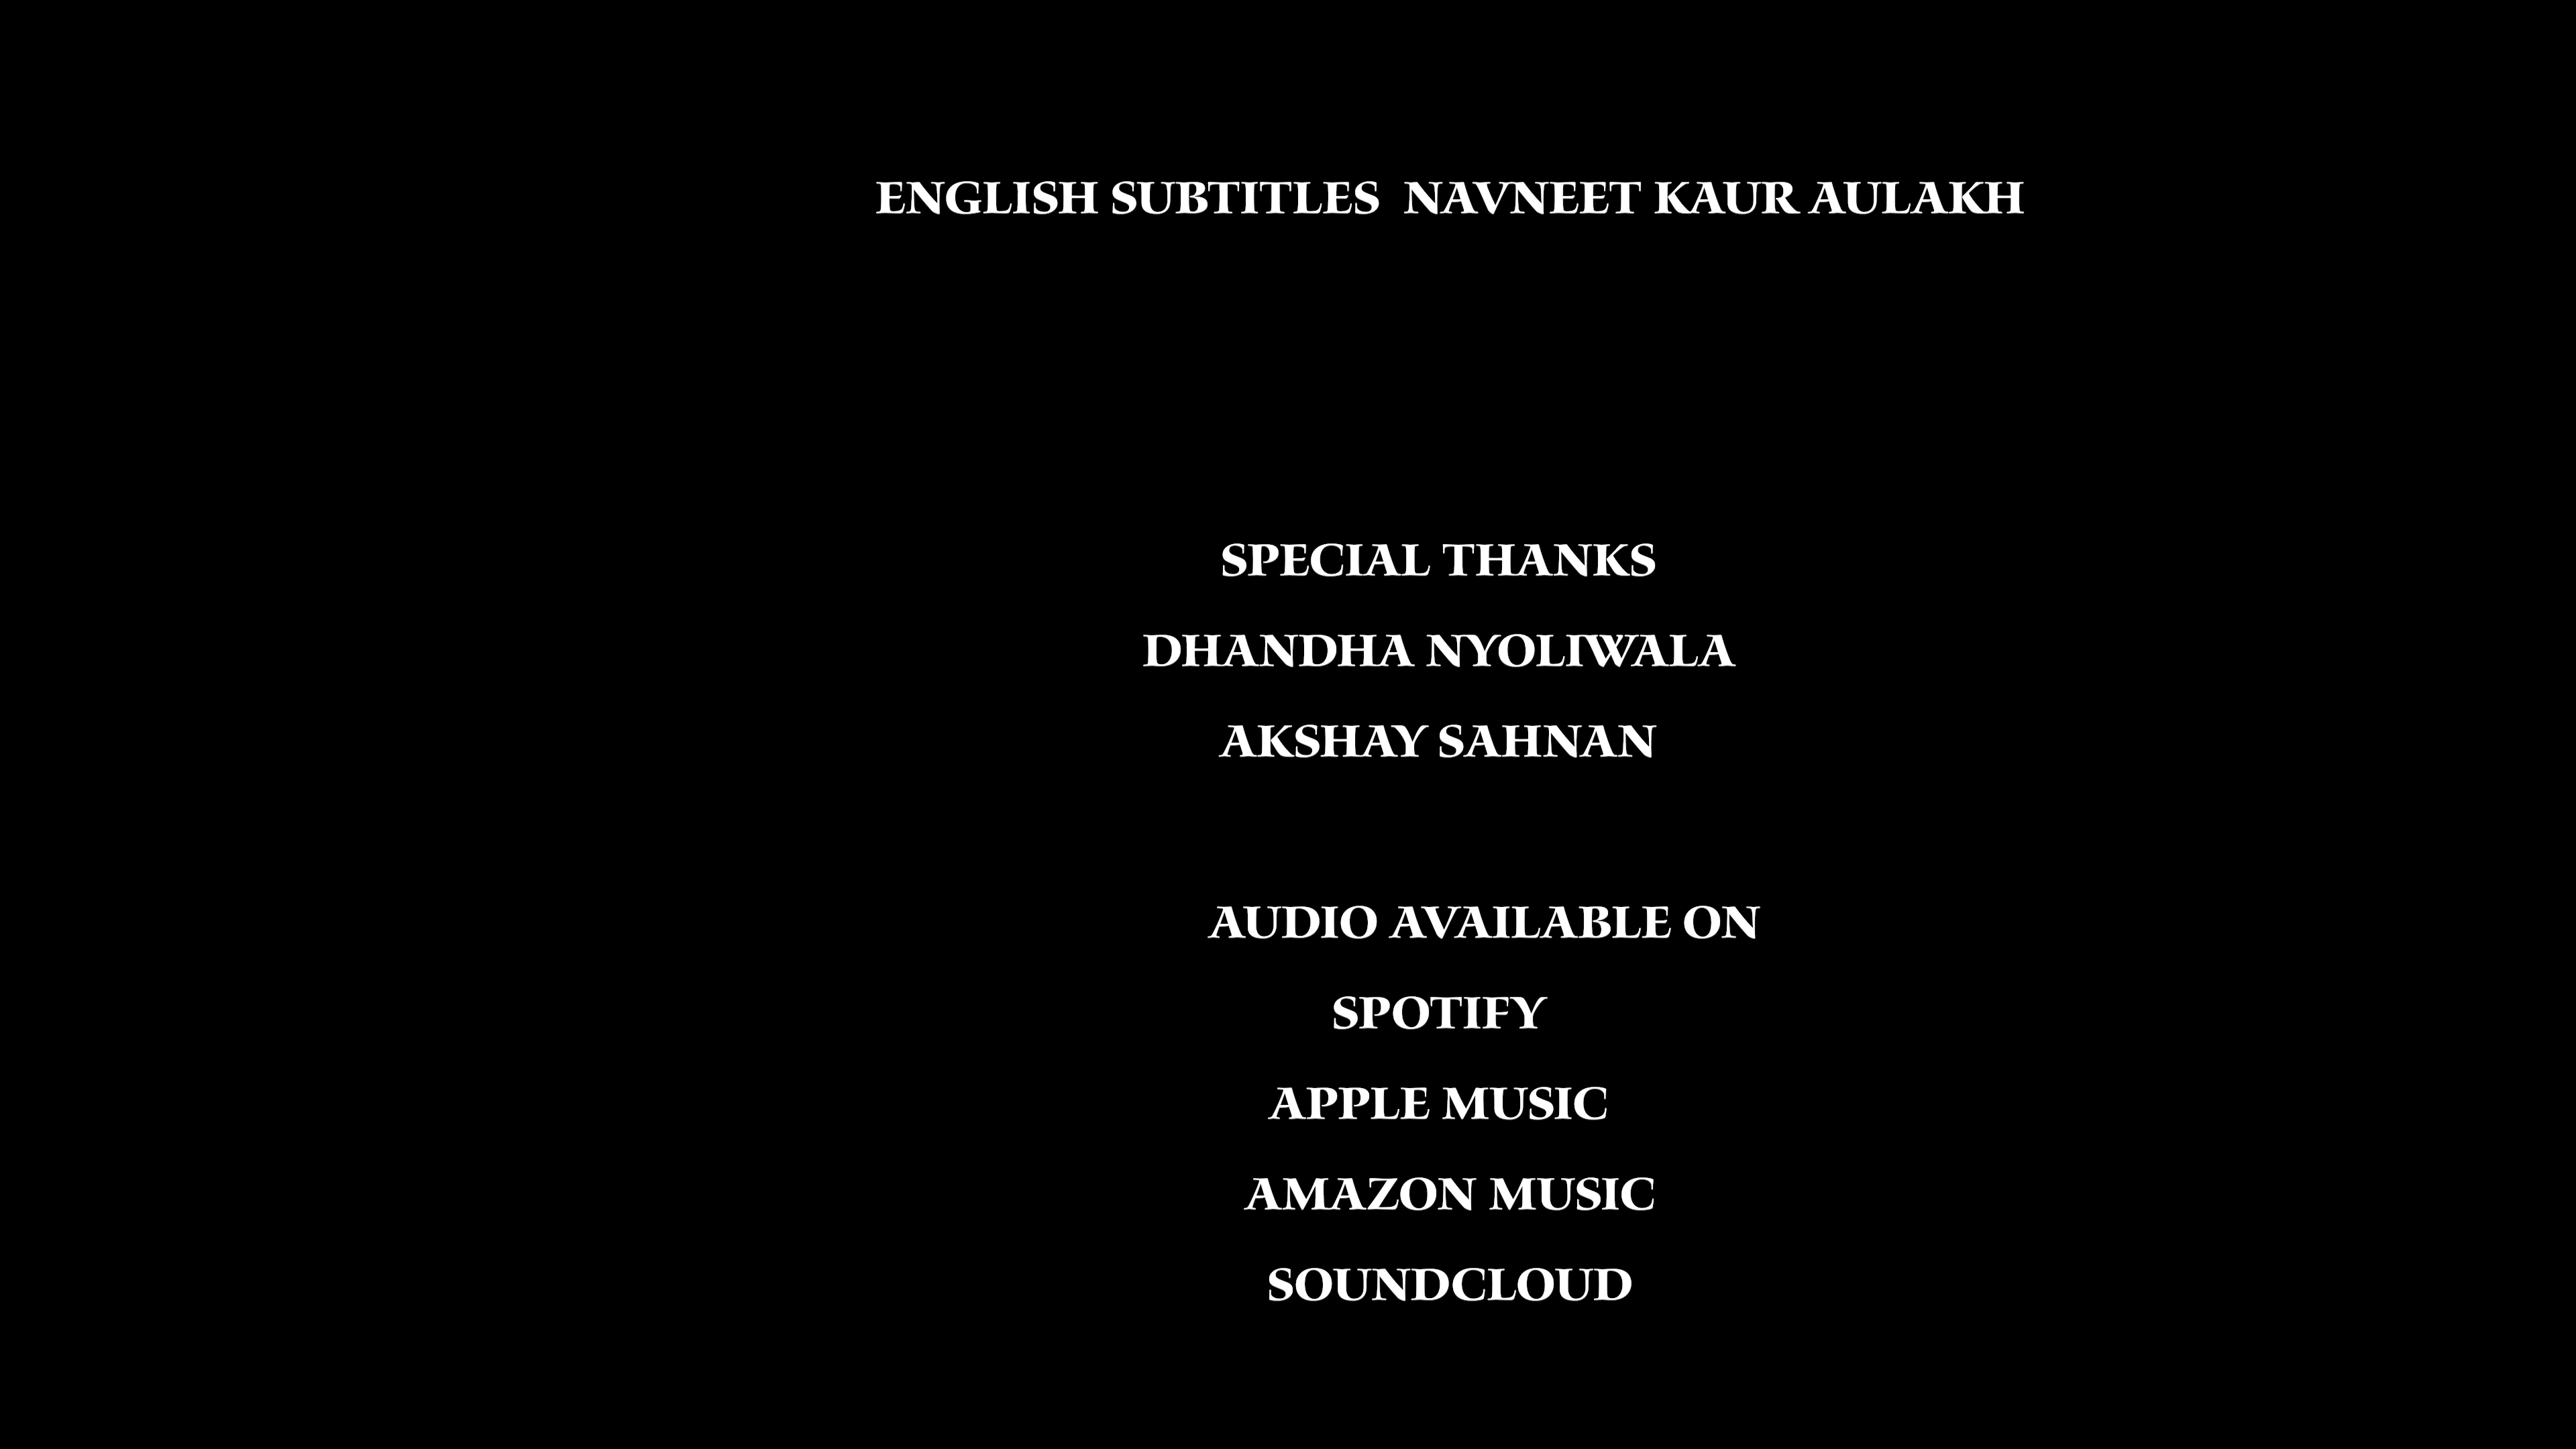 ENGLISH SUBTITLES  NAVNEET KAUR AULAKH
SPECIAL THANKS
DHANDHA NYOLIWALA
AKSHAY SAHNAN
AUDIO AVAILABLE ON
SPOTIFY
APPLE MUSIC
AMAZON MUSIC
SOUNDCLOUD